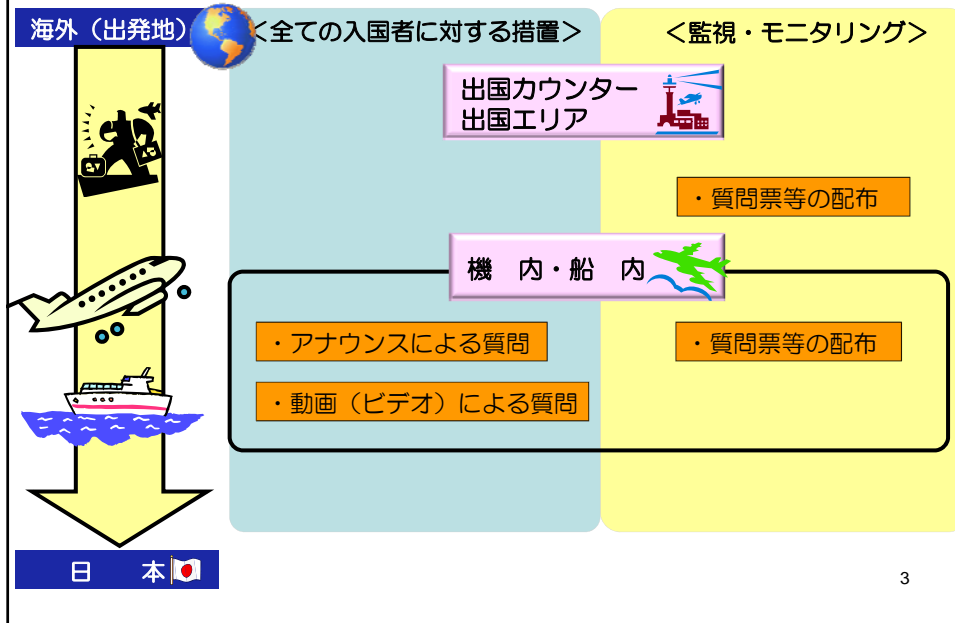 海外（出発地）
＜全ての入国者に対する措置＞
＜監視・モニタリング＞
出国カウンター
出国エリア
・質問票等の配布
機　内・船　内
・アナウンスによる質問
・質問票等の配布
・動画（ビデオ）による質問
日　　本
3